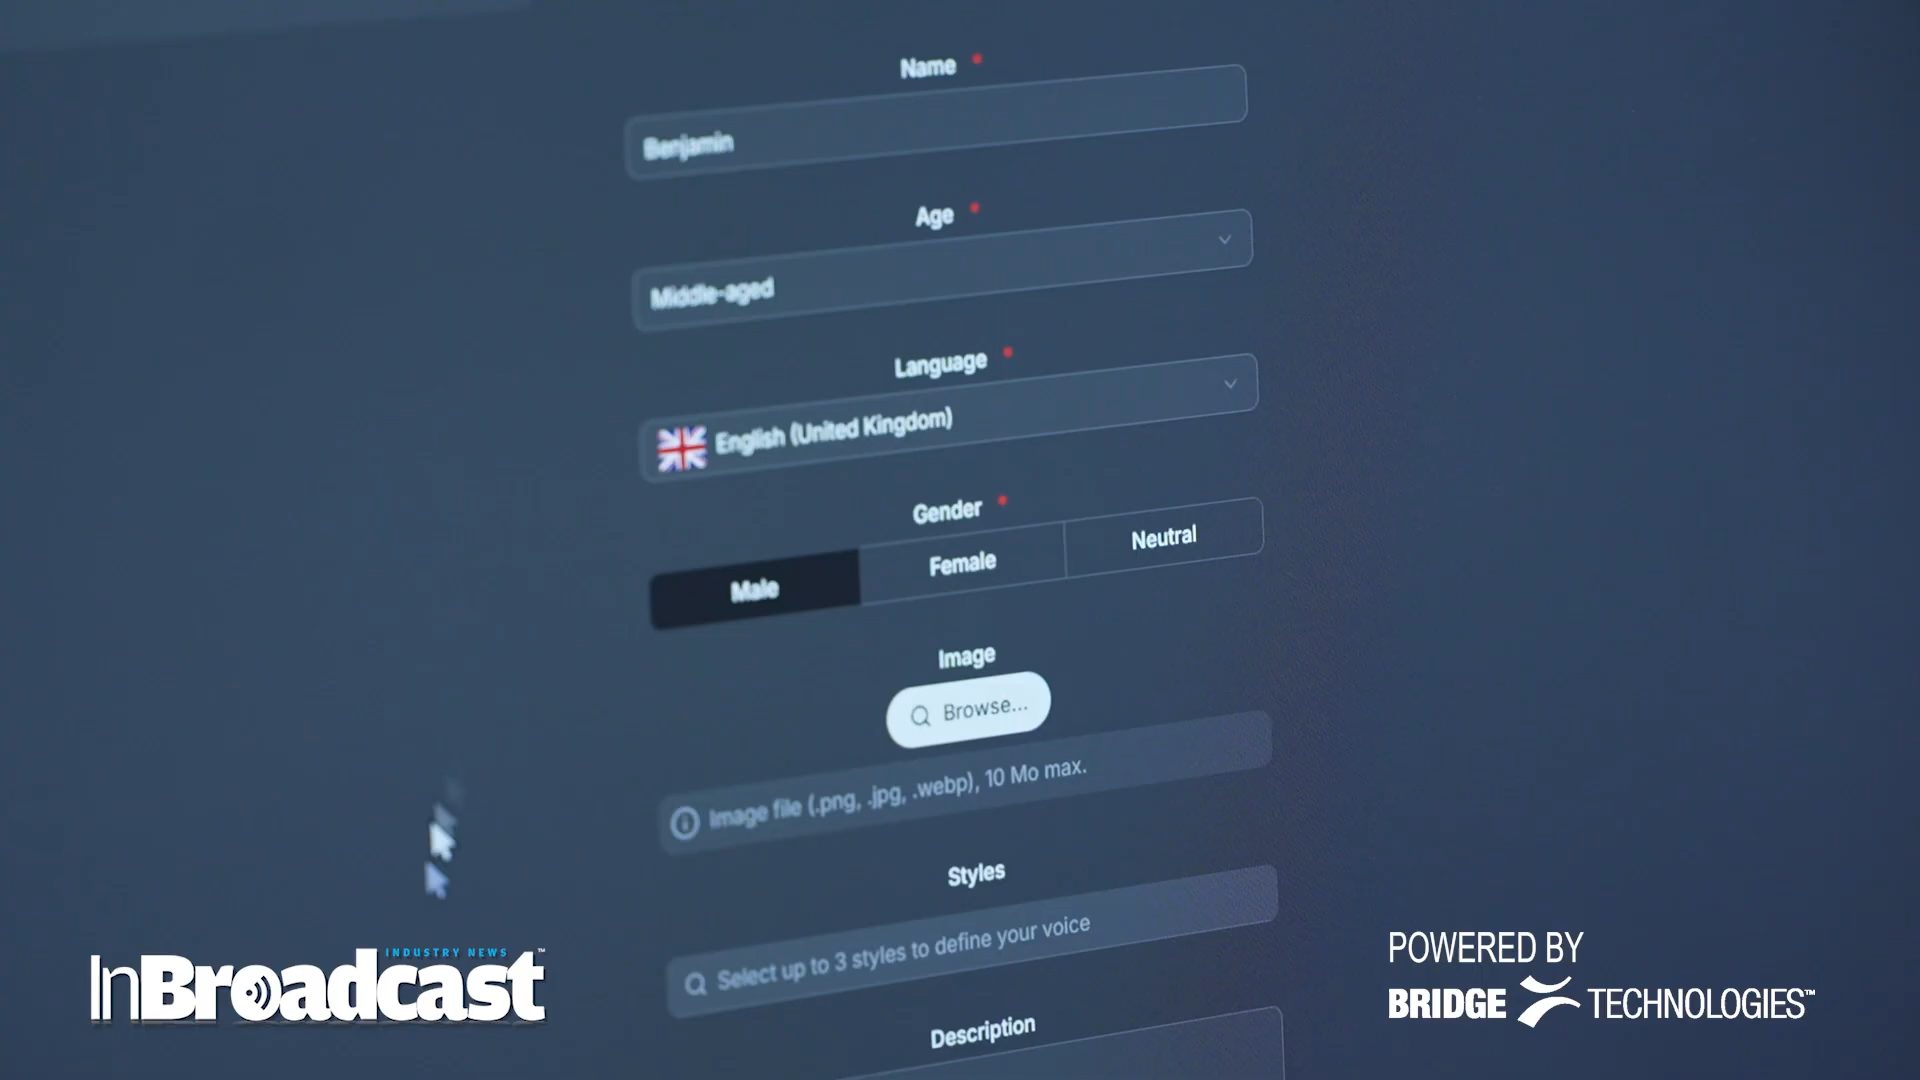 Name
Benjamin
Age
Middle-aged
Language
English (United Kingdom)
Gender
Male Female Neutral
Image
Browse...
Image file (.png, .jpg, .webp), 10 Mo max.
Styles
Select up to 3 styles to define your voice
Description
INDUSTRY NEWS
InBroadcast™
POWERED BY
BRIDGE TECHNOLOGIES™